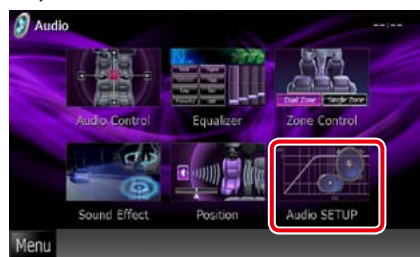 Audio
--:--
Audio Control
Equalizer
Dual Zone Single Zone
Zone Control
Sound Effect
Position
Audio SETUP
Menu